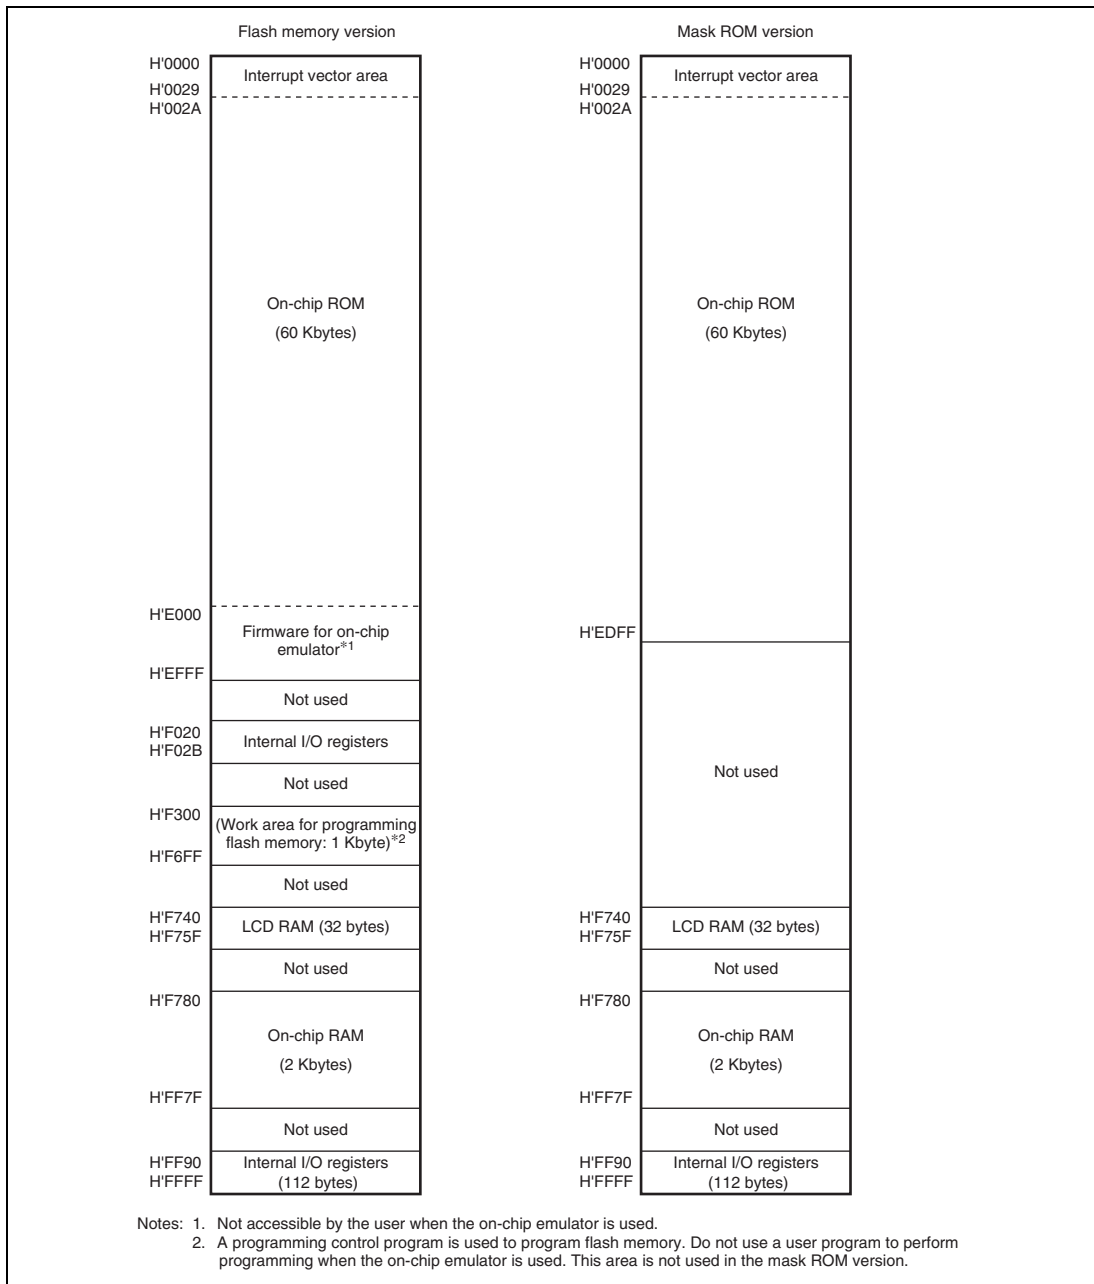 Flash memory version
H'0000
Interrupt vector area
H'0029
H'002A
On-chip ROM
(60 Kbytes)
H'E000
Firmware for on-chip
emulator*1
H'EFFF
Not used
H'F020
Internal I/O registers
H'F02B
Not used
H'F300
(Work area for programming
flash memory: 1 Kbyte)*2
H'F6FF
Not used
H'F740
LCD RAM (32 bytes)
H'F75F
Not used
H'F780
On-chip RAM
(2 Kbytes)
H'FF7F
Not used
H'FF90
Internal I/O registers
H'FFFF
(112 bytes)
Mask ROM version
H'0000
Interrupt vector area
H'0029
H'002A
On-chip ROM
(60 Kbytes)
H'EDFF
Not used
H'F740
LCD RAM (32 bytes)
H'F75F
Not used
H'F780
On-chip RAM
(2 Kbytes)
H'FF7F
Not used
H'FF90
Internal I/O registers
H'FFFF
(112 bytes)
Notes: 1. Not accessible by the user when the on-chip emulator is used.
2. A programming control program is used to program flash memory. Do not use a user program to perform
programming when the on-chip emulator is used. This area is not used in the mask ROM version.